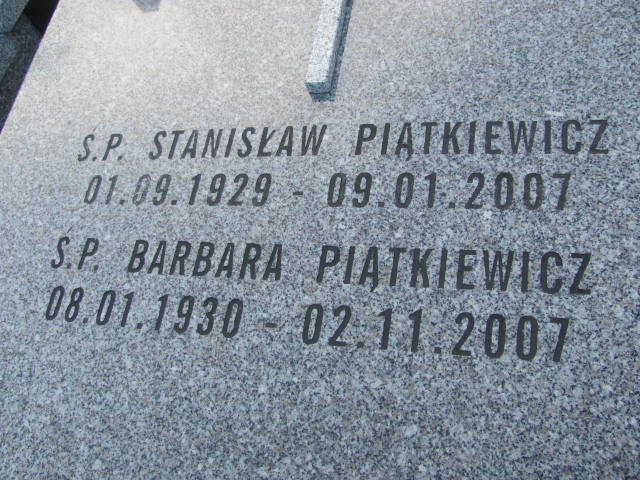 Ś.P. STANISŁAW PIĄTKIEWICZ
01.09.1929 - 09.01.2007
Ś.P. BARBARA PIĄTKIEWICZ
08.01.1930 - 02.11.2007